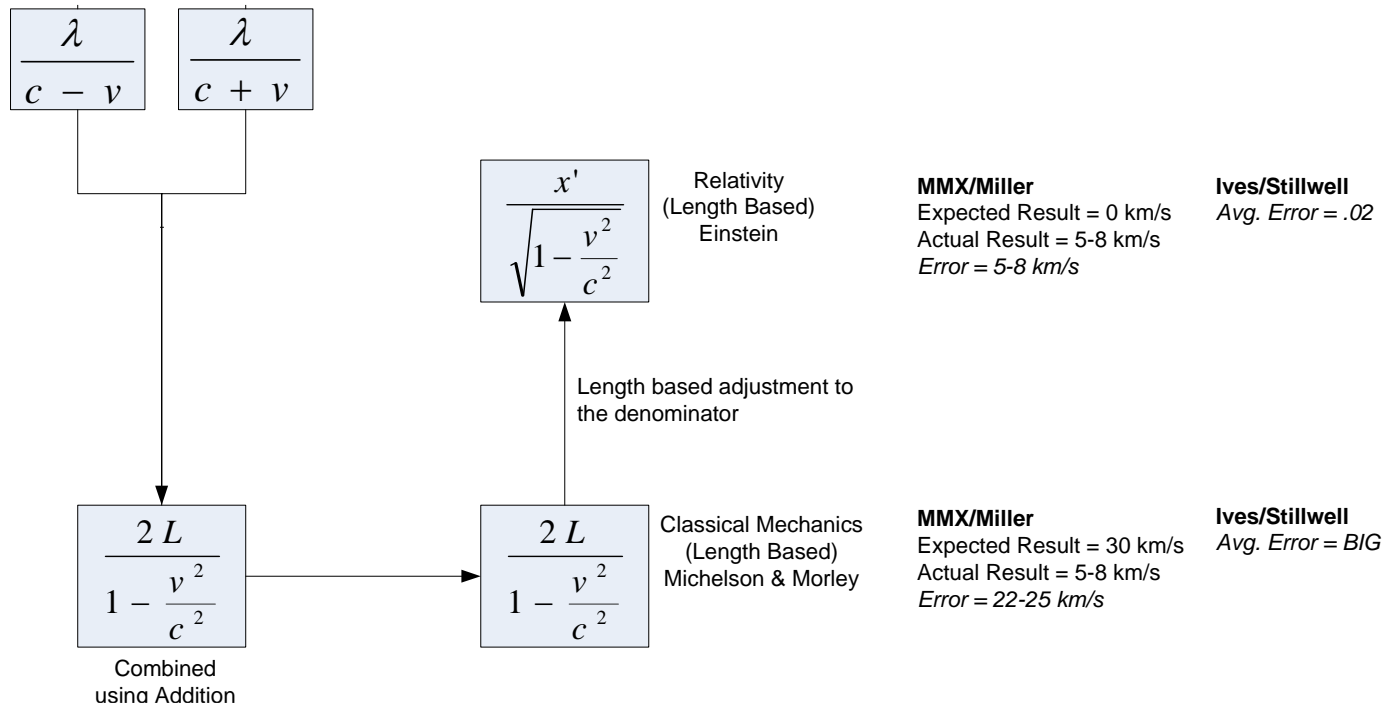 λ
c − v
λ
c + v
x'
√1 − v²
c²
Relativity
(Length Based)
Einstein
MMX/Miller
Expected Result = 0 km/s
Actual Result = 5-8 km/s
Error = 5-8 km/s
Ives/Stillwell
Avg. Error = .02
Length based adjustment to
the denominator
2 L
1 − v²
c²
Combined
using Addition
2 L
1 − v²
c²
Classical Mechanics
(Length Based)
Michelson & Morley
MMX/Miller
Expected Result = 30 km/s
Actual Result = 5-8 km/s
Error = 22-25 km/s
Ives/Stillwell
Avg. Error = BIG